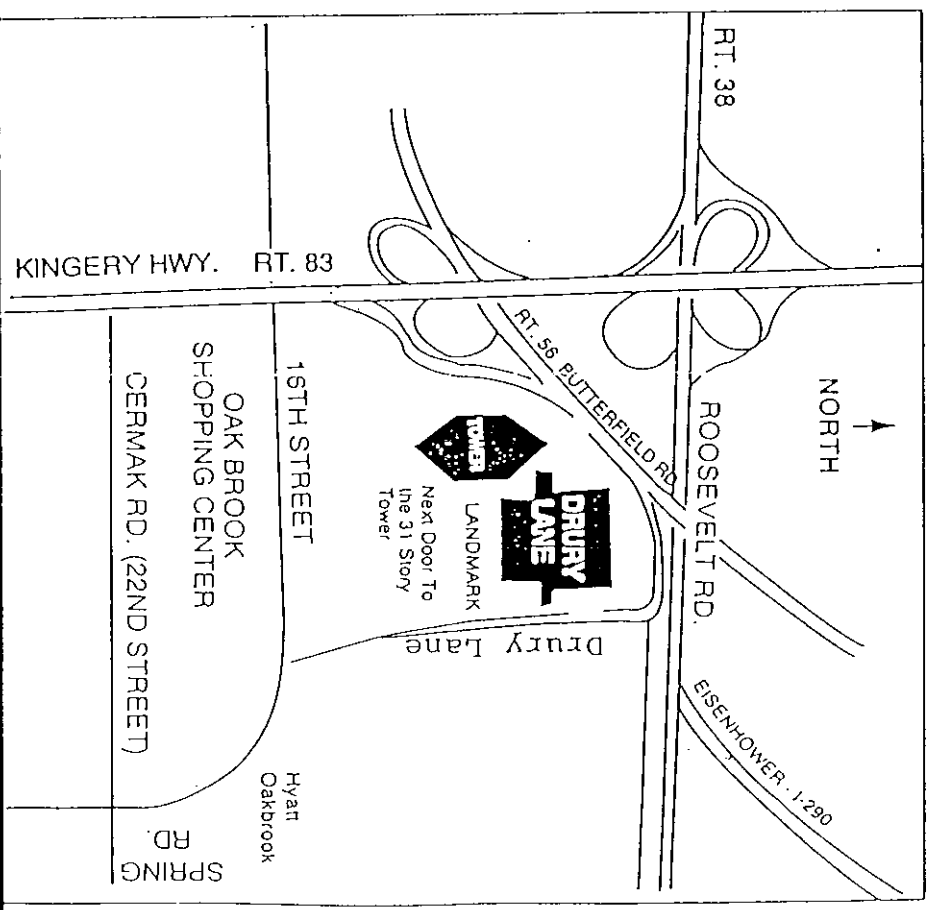 RT. 38
KINGERY HWY. RT. 83
RT. 56 BUTTERFIELD RD.
NORTH
ROOSEVELT RD.
16TH STREET
OAK BROOK
SHOPPING CENTER
CERMAK RD. (22ND STREET)
TOWER
DRURY
LANE
LANDMARK
Next Door To
the 31 Story
Tower
Drury Lane
EISENHOWER - I-290
Hyatt
Oakbrook
SPRING
RD.